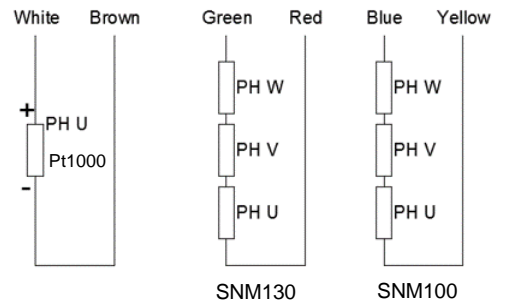 White Brown Green Red Blue Yellow
PH W PH W
+
PH U
Pt1000 PH V PH V
-
PH U PH U
SNM130 SNM100